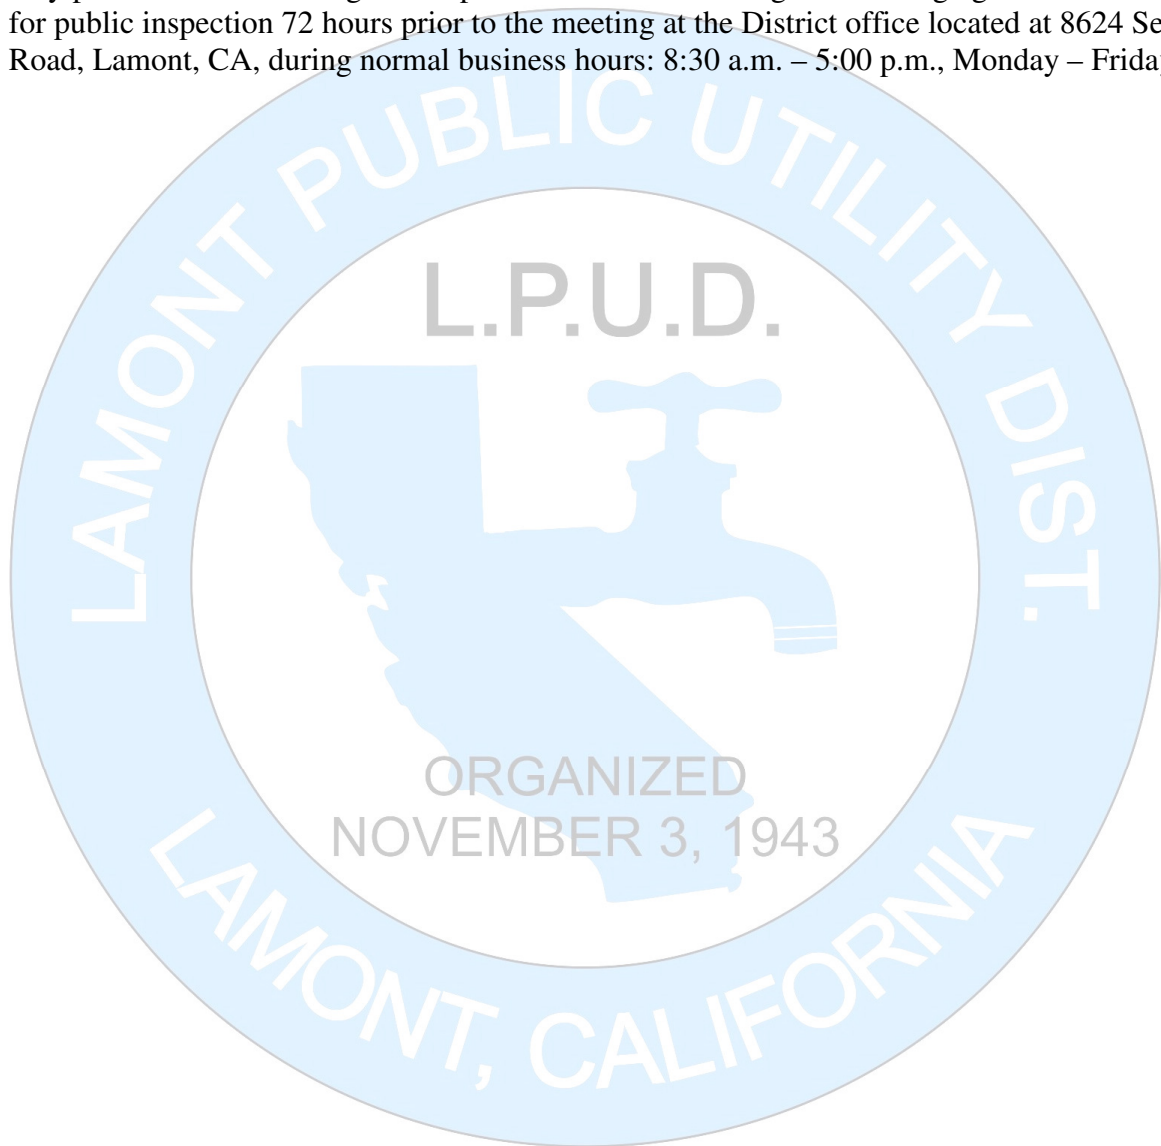 for public inspection 72 hours prior to the meeting at the District office located at 8624
Road, Lamont, CA, during normal business hours: 8:30 a.m. – 5:00 p.m., Monday –
LAMONT PUBLIC UTILITY DIST.
L.P.U.D.
ORGANIZED
NOVEMBER 3, 1943
LAMONT, CALIFORNIA